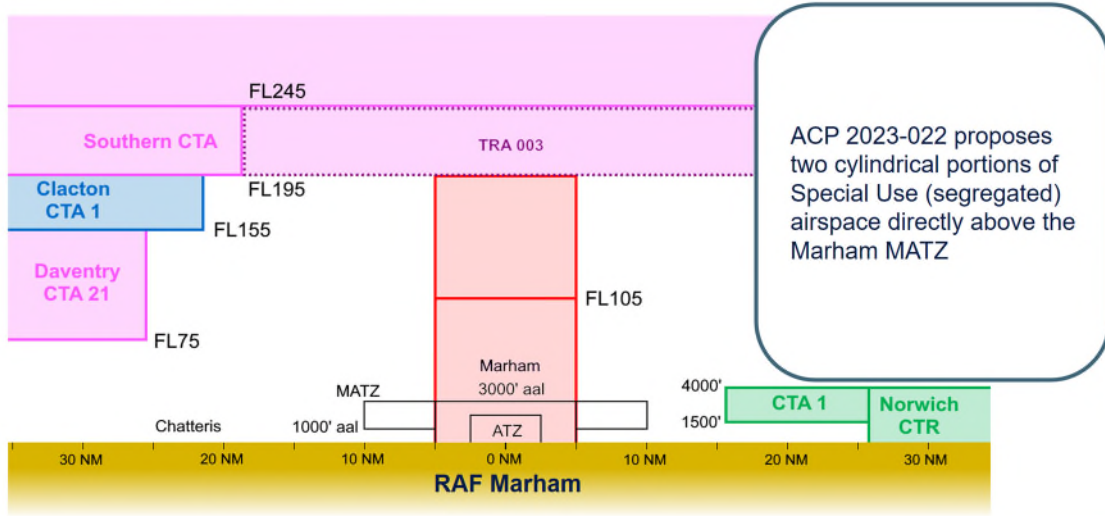 FL245
Southern CTA
TRA 003
ACP 2023-022 proposes
two cylindrical portions of
Special Use (segregated)
airspace directly above the
Marham MATZ
FL195
Clacton
CTA 1
FL155
Daventry
CTA 21
FL105
FL75
Marham
3000' aal
MATZ
1000' aal
ATZ
Chatteris
4000'
1500'
CTA 1
Norwich
CTR
30 NM
20 NM
10 NM
0 NM
10 NM
20 NM
30 NM
RAF Marham